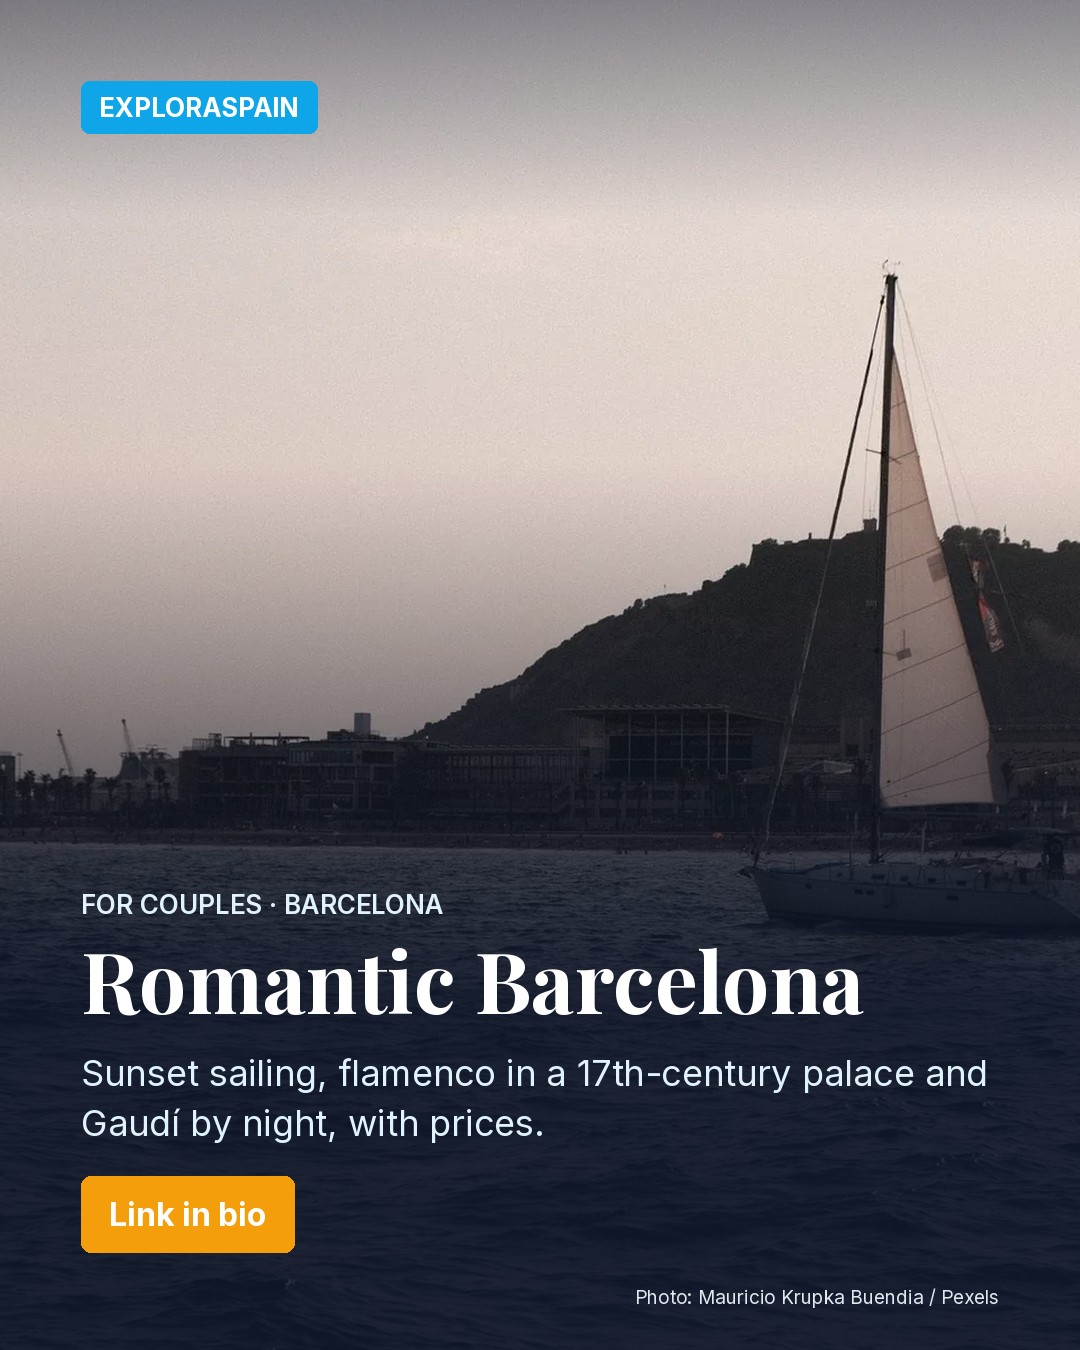 EXPLORASPAIN
FOR COUPLES · BARCELONA
Romantic Barcelona
Sunset sailing, flamenco in a 17th-century palace and
Gaudí by night, with prices.
Link in bio
Photo: Mauricio Krupka Buendia / Pexels